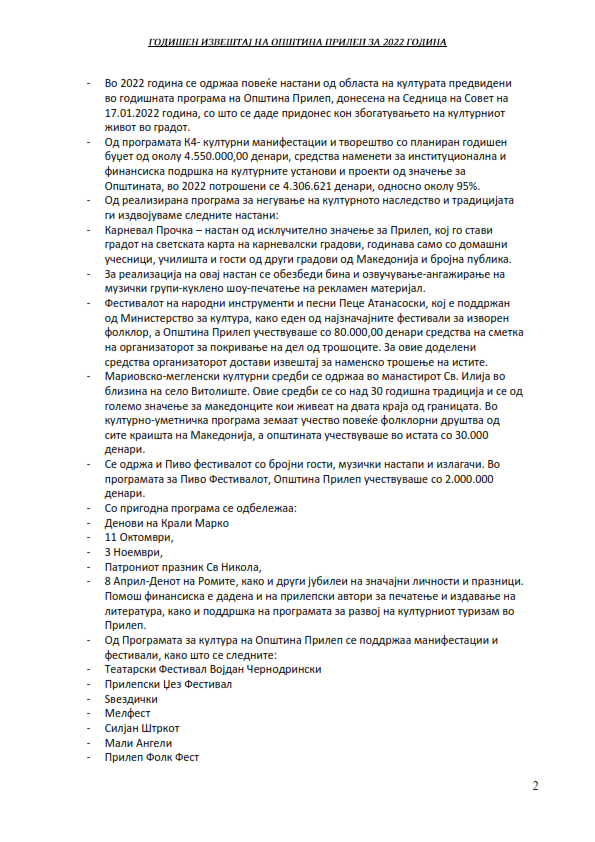 ГОДИШЕН ИЗВЕШТАЈ НА ОПШТИНА ПРИЛЕП ЗА 2022 ГОДИНА
- Во 2022 година се одржаа повеќе настани од областа на културата предвидени
во годишната програма на Општина Прилеп, донесена на Седница на Совет на
17.01.2022 година, со што се даде придонес кон збогатувањето на културниот
живот во градот.
- Од програмата К4- културни манифестации и творештво со планиран годишен
буџет од околу 4.550.000,00 денари, средства наменети за институционална и
финансиска подршка на културните установи и проекти од значење за
Општината, во 2022 потрошени се 4.306.621 денари, односно околу 95%.
- Од реализирана програма за негување на културното наследство и традицијата
ги издвојуваме следните настани:
- Карневал Прочка – настан од исклучително значење за Прилеп, кој го стави
градот на светската карта на карневалски градови, годинава само со домашни
учесници, училишта и гости од други градови од Македонија и бројна публика.
- За реализација на овај настан се обезбеди бина и озвучување-ангажирање на
музички групи-куклено шоу-печатење на рекламен материјал.
- Фестивалот на народни инструменти и песни Пеце Атанасоски, кој е поддржан
од Министерство за култура, како еден од најзначајните фестивали за изворен
фолклор, а Општина Прилеп учествуваше со 80.000,00 денари средства на сметка
на организаторот за покривање на дел од трошоците. За овие доделени
средства организаторот достави извештај за наменско трошење на истите.
- Мариовско-мегленски културни средби се одржаа во манастирот Св. Илија во
близина на село Витолиште. Овие средби се со над 30 годишна традиција и се од
големо значење за македонците кои живеат на двата краја од границата. Во
културно-уметничка програма земаат учество повеќе фолклорни друштва од
сите краишта на Македонија, а општината учествуваше во истата со 30.000
денари.
- Се одржа и Пиво фестивалот со бројни гости, музички настапи и излагачи. Во
програмата за Пиво Фестивалот, Општина Прилеп учествуваше со 2.000.000
денари.
- Со пригодна програма се одбележаа:
- Денови на Крали Марко
- 11 Октомври,
- 3 Ноември,
- Патрониот празник Св Никола,
- 8 Април-Денот на Ромите, како и други јубилеи на значајни личности и празници.
Помош финансиска е дадена и на прилепски автори за печатење и издавање на
литература, како и поддршка на програмата за развој на културниот туризам во
Прилеп.
- Од Програмата за култура на Општина Прилеп се поддржаа манифестации и
фестивали, како што се следните:
- Театарски Фестивал Војдан Чернодрински
- Прилепски Џез Фестивал
- Ѕвездички
- Мелфест
- Силјан Штркот
- Мали Ангели
- Прилеп Фолк Фест
2